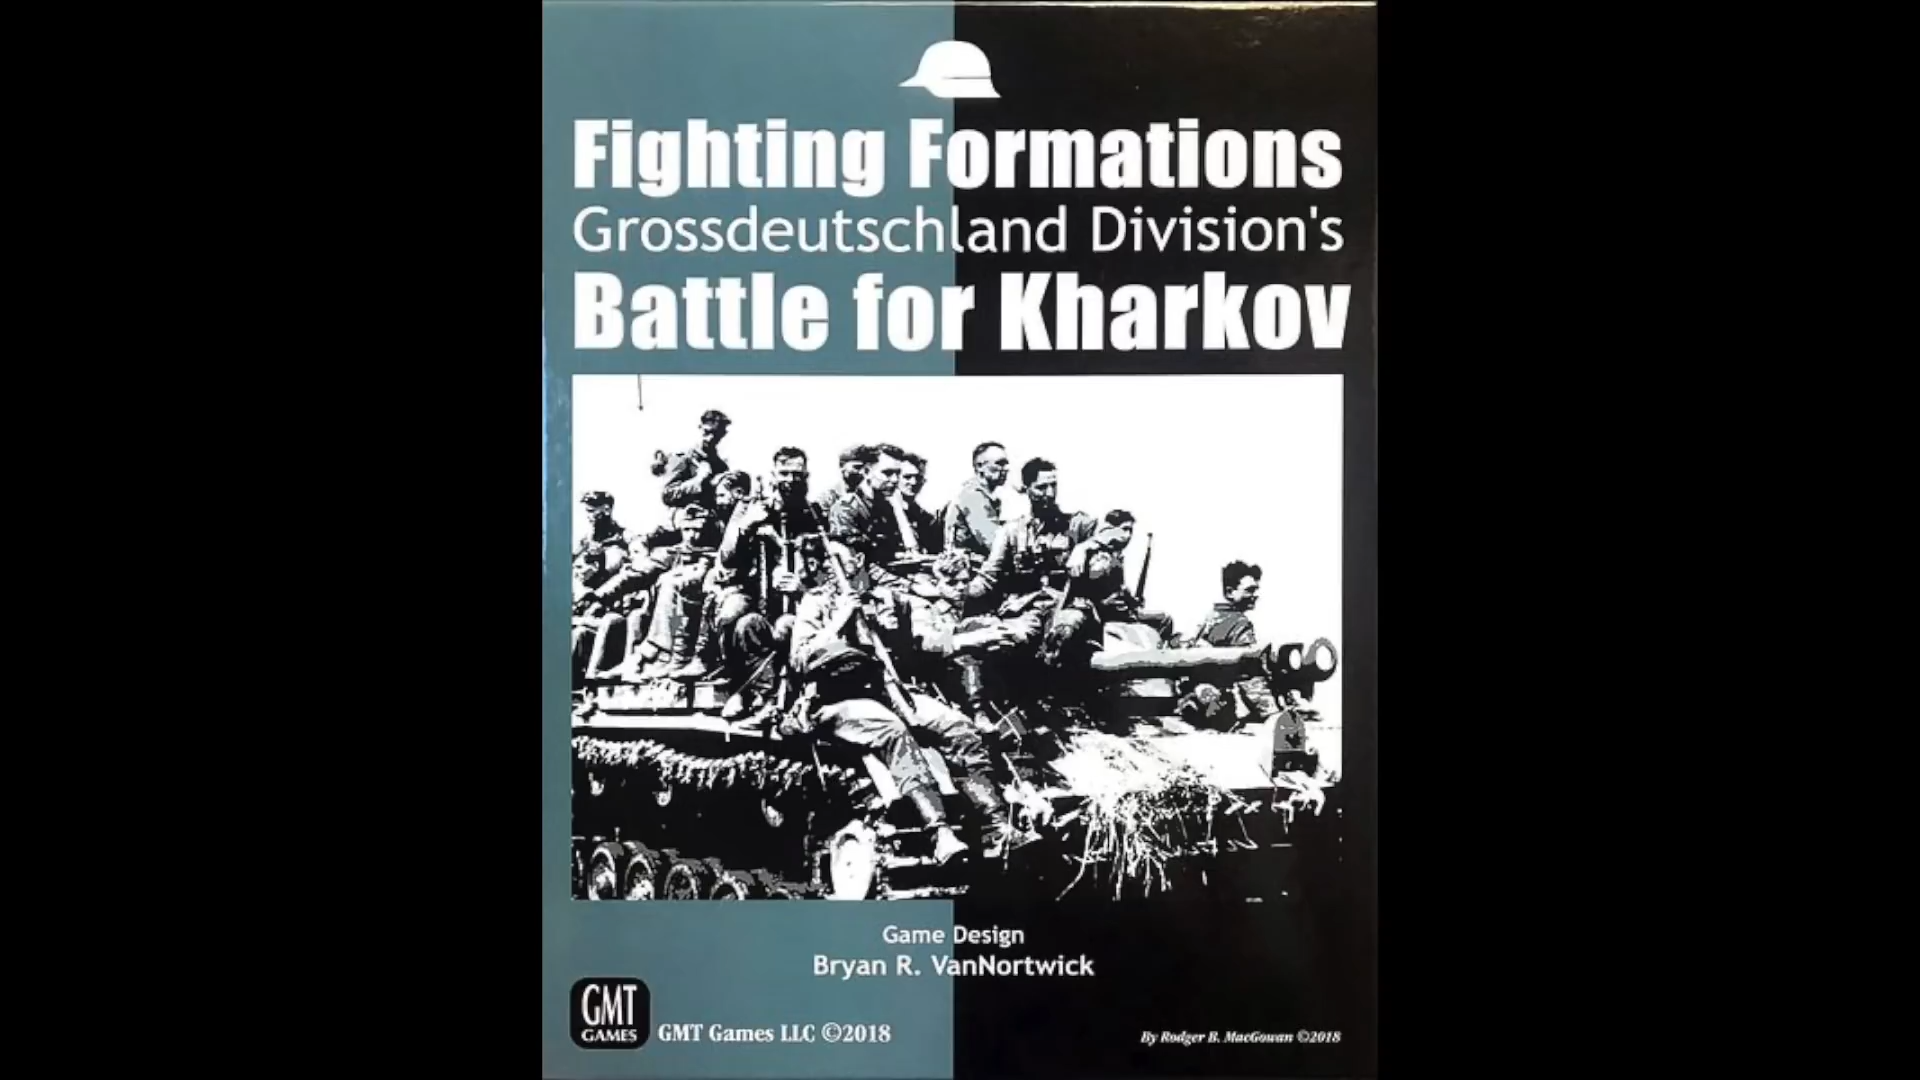 Fighting Formations
Grossdeutschland Division's
Battle for Kharkov
Game Design
Bryan R. VanNortwick
GMT
GAMES
GMT Games LLC ©2018
By Rodger B. MacGowan ©2018